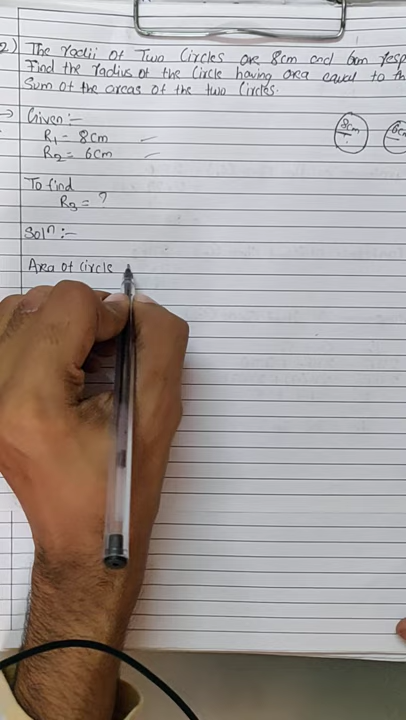 2) The radii of Two Circles are 8cm and 6cm resp
Find the radius of the Circle having area equal to th
Sum of the areas of the two Circles.
→ Given :-
R1 = 8cm
R2 = 6cm
8cm
6cm
To find
R3 = ?
Solⁿ :-
Area of circle